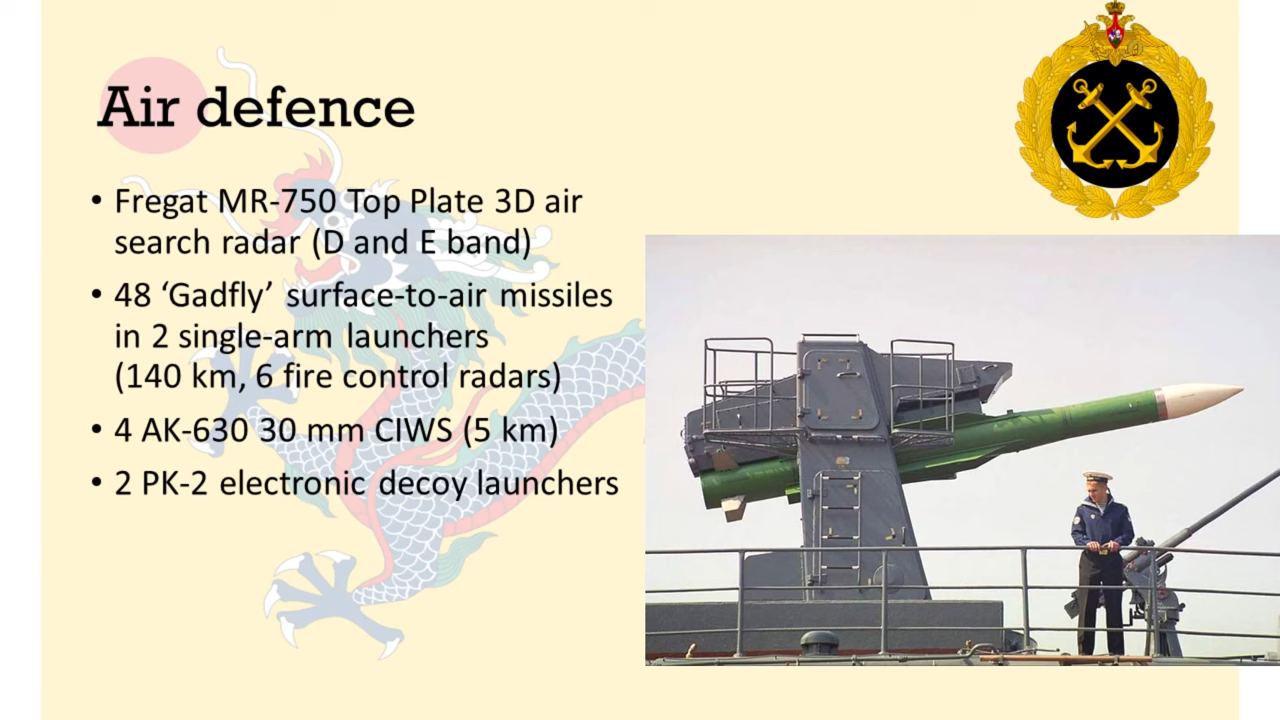 Air defence
• Fregat MR-750 Top Plate 3D air
search radar (D and E band)
• 48 ‘Gadfly’ surface-to-air missiles
in 2 single-arm launchers
(140 km, 6 fire control radars)
• 4 AK-630 30 mm CIWS (5 km)
• 2 PK-2 electronic decoy launchers